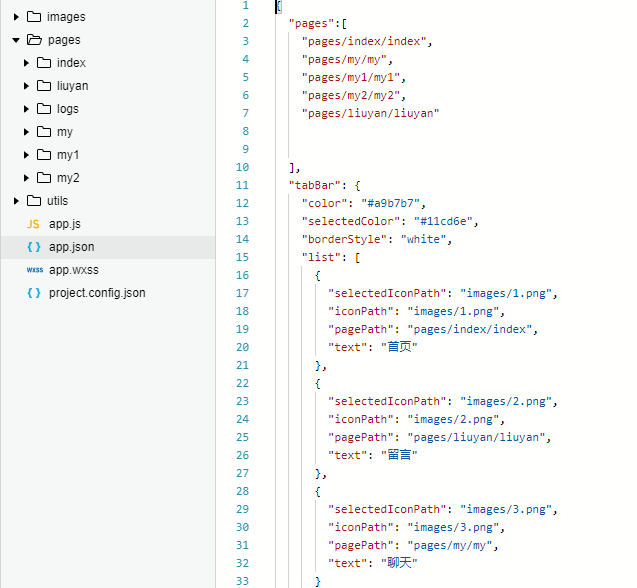 images
pages
index
liuyan
logs
my
my1
my2
utils
JS app.js
{ } app.json
wxss app.wxss
{ } project.config.json
1 {
2 "pages":[
3 "pages/index/index",
4 "pages/my/my",
5 "pages/my1/my1",
6 "pages/my2/my2",
7 "pages/liuyan/liuyan"
8
9
10 ],
11 "tabBar": {
12 "color": "#a9b7b7",
13 "selectedColor": "#11cd6e",
14 "borderStyle": "white",
15 "list": [
16 {
17 "selectedIconPath": "images/1.png",
18 "iconPath": "images/1.png",
19 "pagePath": "pages/index/index",
20 "text": "首页"
21 },
22 {
23 "selectedIconPath": "images/2.png",
24 "iconPath": "images/2.png",
25 "pagePath": "pages/liuyan/liuyan",
26 "text": "留言"
27 },
28 {
29 "selectedIconPath": "images/3.png",
30 "iconPath": "images/3.png",
31 "pagePath": "pages/my/my",
32 "text": "聊天"
33 }